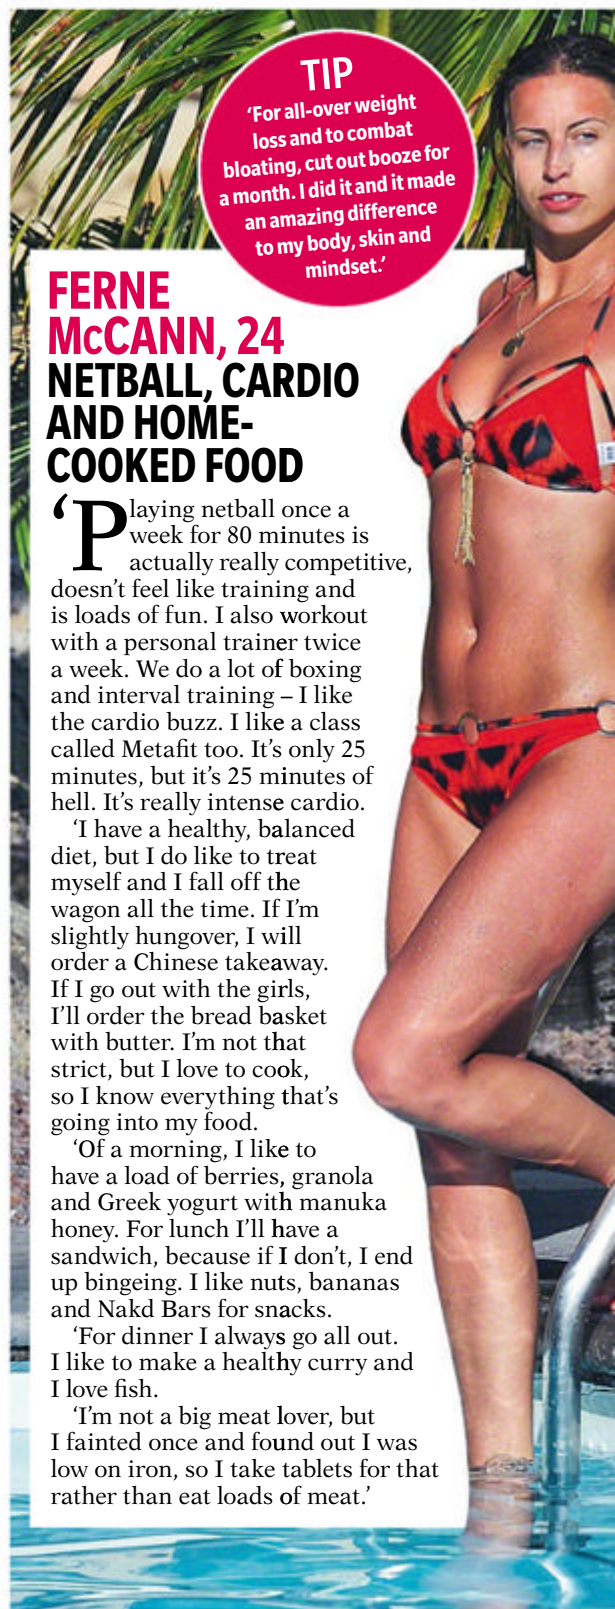 TIP
‘For all-over weight
loss and to combat
bloating, cut out booze for
a month. I did it and it made
an amazing difference
to my body, skin and
mindset.’
FERNE
McCANN, 24
NETBALL, CARDIO
AND HOME-
COOKED FOOD
‘Playing netball once a
week for 80 minutes is
actually really competitive,
doesn’t feel like training and
is loads of fun. I also workout
with a personal trainer twice
a week. We do a lot of boxing
and interval training – I like
the cardio buzz. I like a class
called Metafit too. It’s only 25
minutes, but it’s 25 minutes of
hell. It’s really intense cardio.
‘I have a healthy, balanced
diet, but I do like to treat
myself and I fall off the
wagon all the time. If I’m
slightly hungover, I will
order a Chinese takeaway.
If I go out with the girls,
I’ll order the bread basket
with butter. I’m not that
strict, but I love to cook,
so I know everything that’s
going into my food.
‘Of a morning, I like to
have a load of berries, granola
and Greek yogurt with manuka
honey. For lunch I’ll have a
sandwich, because if I don’t, I end
up bingeing. I like nuts, bananas
and Nakd Bars for snacks.
‘For dinner I always go all out.
I like to make a healthy curry and
I love fish.
‘I’m not a big meat lover, but
I fainted once and found out I was
low on iron, so I take tablets for that
rather than eat loads of meat.’